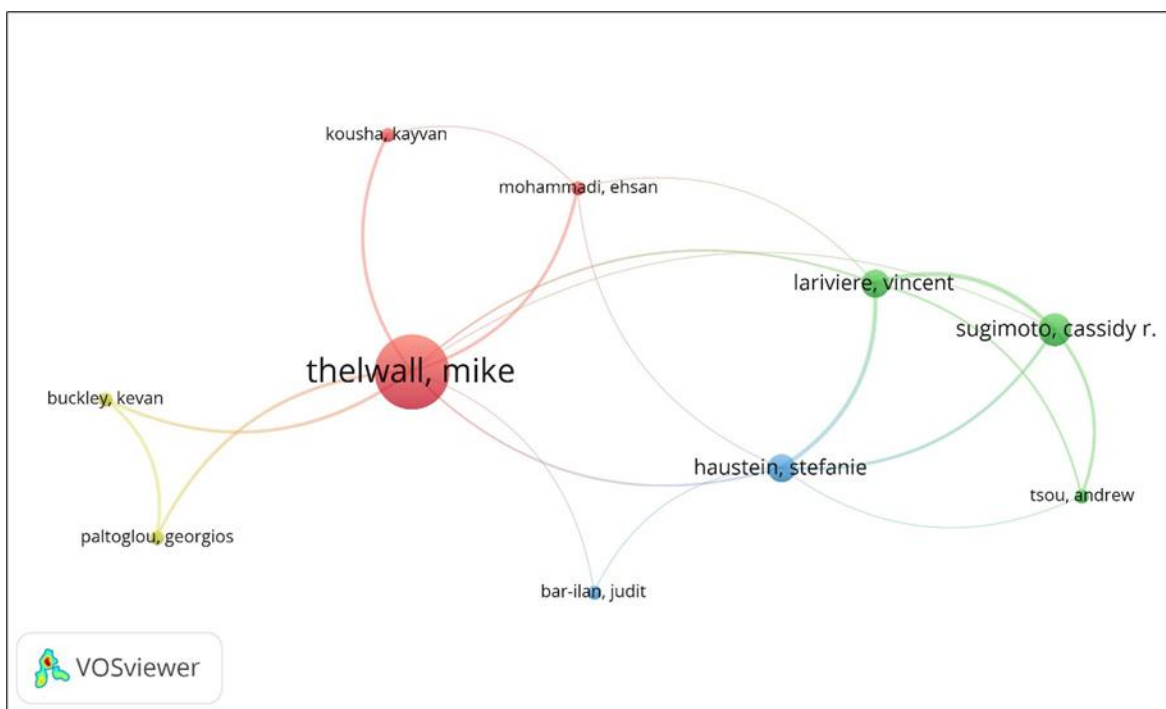 kousha, kayvan
mohammadi, ehsan
lariviere, vincent
sugimoto, cassidy r.
thelwall, mike
buckley, kevan
haustein, stefanie
tsou, andrew
paltoglou, georgios
bar-ilan, judit
VOSviewer